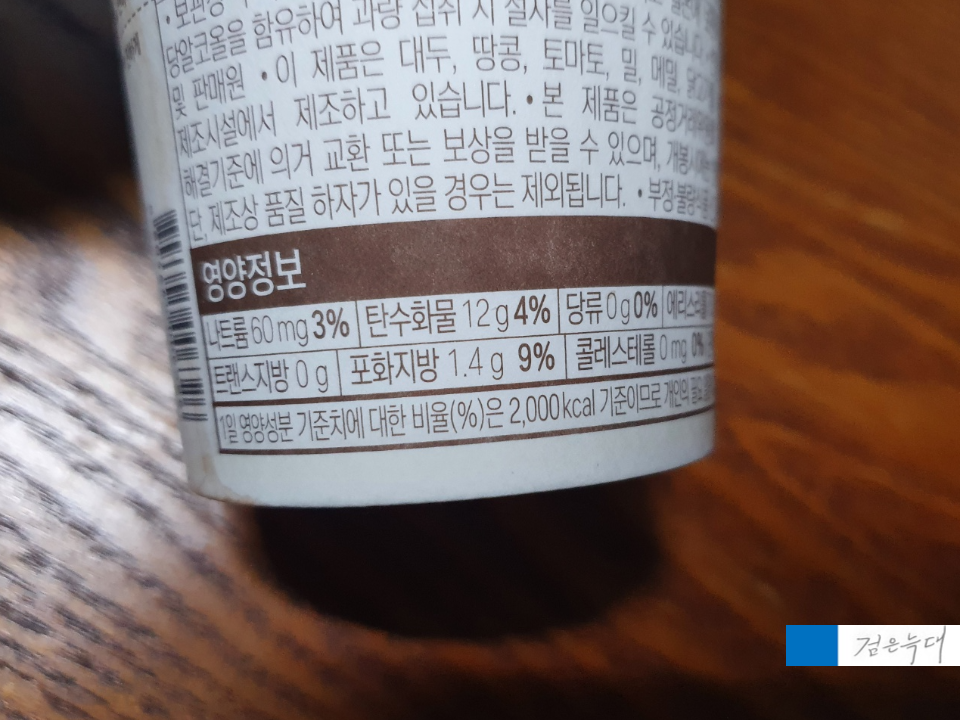 당알코올을 함유하여 과량 섭취 시 설사를 일으킬 수 있습니다
및 판매원 • 이 제품은 대두, 땅콩, 토마토, 밀, 메밀,
제조시설에서 제조하고 있습니다. • 본 제품은
해결기준에 의거 교환 또는 보상을 받을 수 있으며,
단, 제조상 품질 하자가 있을 경우는 제외됩니다. • 부정·불량식품
영양정보
나트륨 60 mg 3% 탄수화물 12 g 4% 당류 0 g 0%
트랜스지방 0 g 포화지방 1.4 g 9% 콜레스테롤 0 mg 0%
1일 영양성분 기준치에 대한 비율(%)은 2,000 kcal 기준이므로 개인의 필요
검은늑대